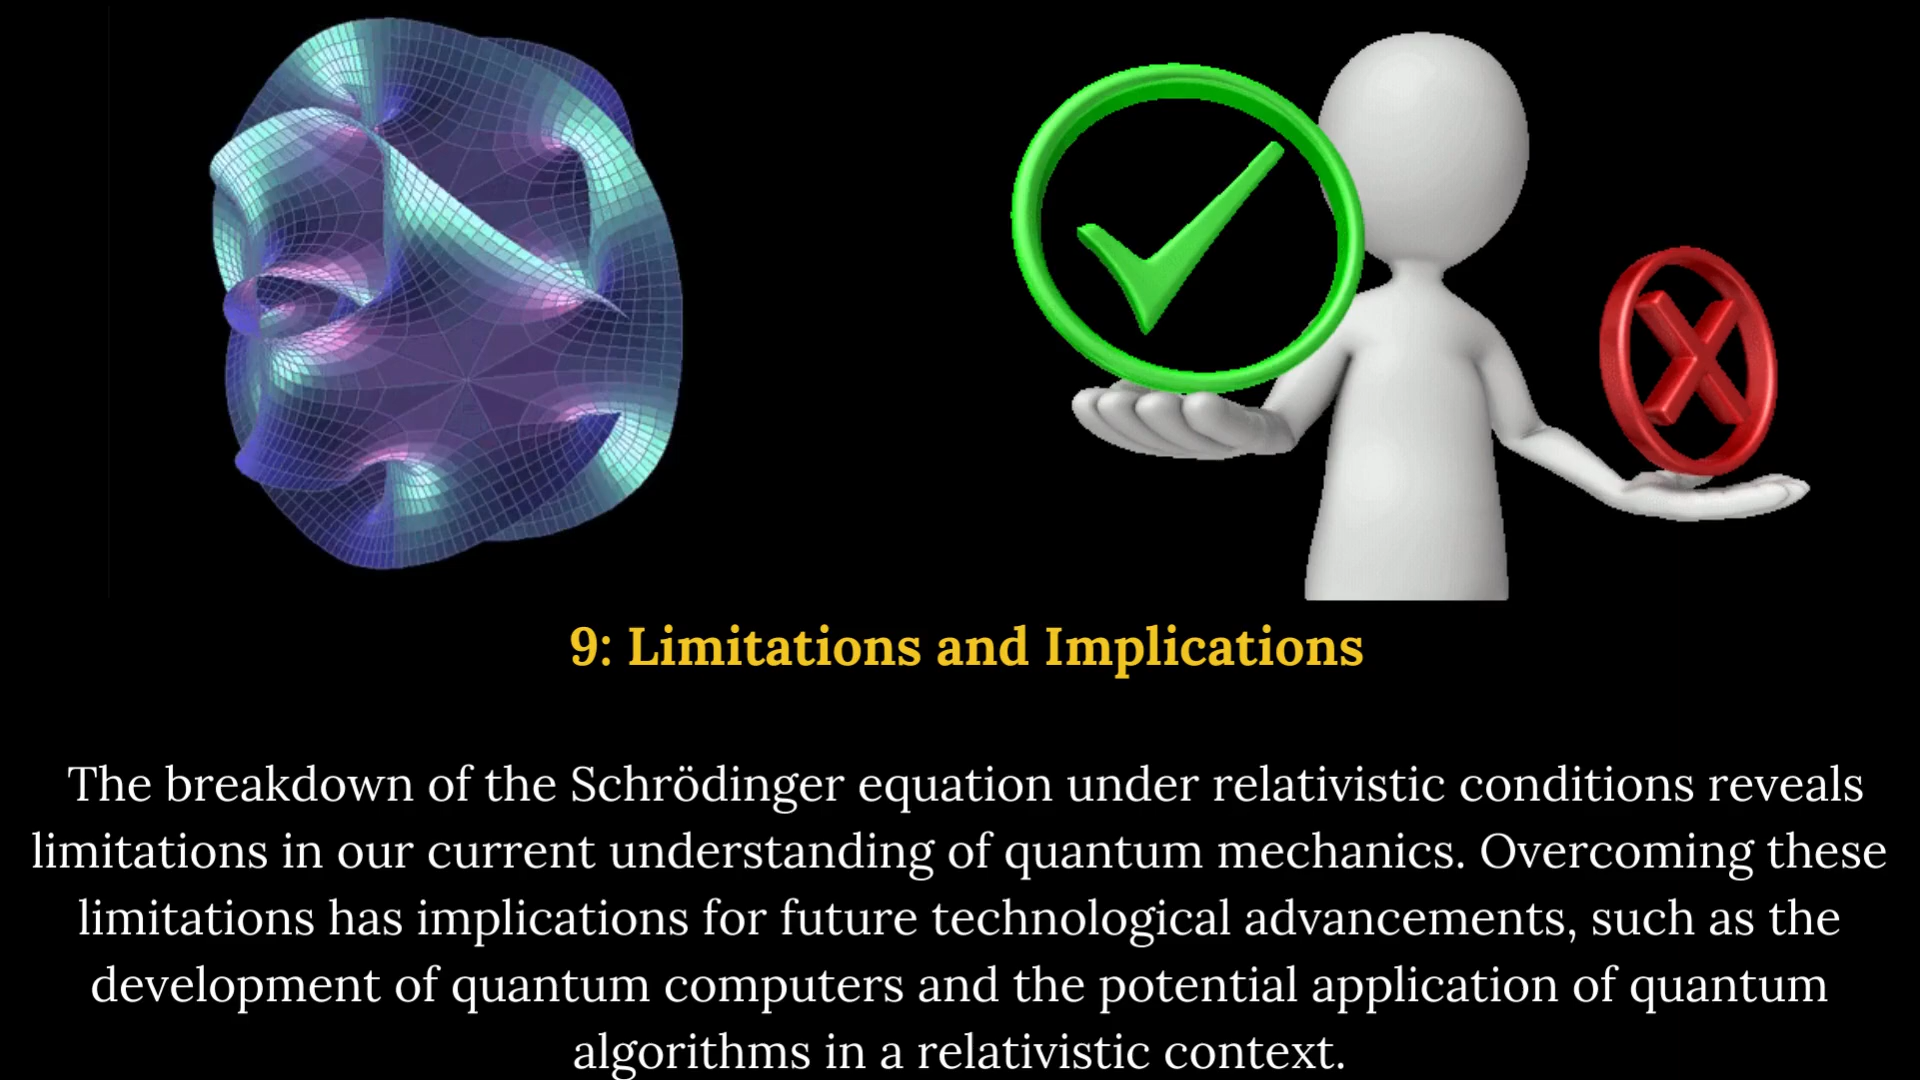 9: Limitations and Implications
The breakdown of the Schrödinger equation under relativistic conditions reveals
limitations in our current understanding of quantum mechanics. Overcoming these
limitations has implications for future technological advancements, such as the
development of quantum computers and the potential application of quantum
algorithms in a relativistic context.